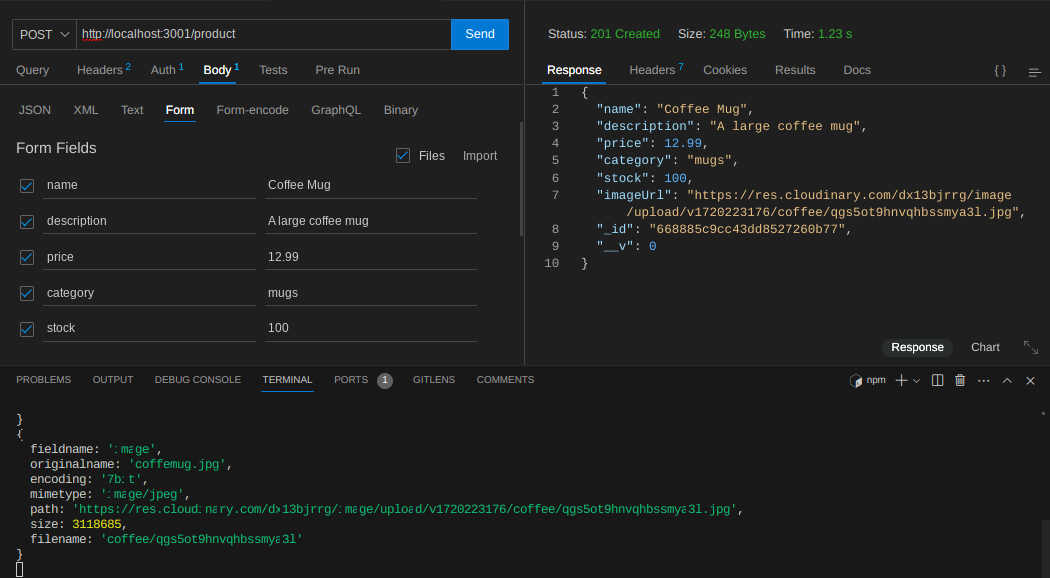 POST http://localhost:3001/product Send
Query Headers 2 Auth 1 Body 1 Tests Pre Run
JSON XML Text Form Form-encode GraphQL Binary
Form Fields Files Import
name Coffee Mug
description A large coffee mug
price 12.99
category mugs
stock 100
Status: 201 Created Size: 248 Bytes Time: 1.23 s
Response Headers 7 Cookies Results Docs { }
1 {
2 "name": "Coffee Mug",
3 "description": "A large coffee mug",
4 "price": 12.99,
5 "category": "mugs",
6 "stock": 100,
7 "imageUrl": "https://res.cloudinary.com/dx13bjrrg/image
/upload/v1720223176/coffee/qgs5ot9hnvqhbssmya3l.jpg",
8 "_id": "668885c9cc43dd8527260b77",
9 "__v": 0
10 }
Response Chart
PROBLEMS OUTPUT DEBUG CONSOLE TERMINAL PORTS 1 GITLENS COMMENTS npm
}
{
fieldname: 'image',
originalname: 'coffemug.jpg',
encoding: '7bit',
mimetype: 'image/jpeg',
path: 'https://res.cloudinary.com/dx13bjrrg/image/upload/v1720223176/coffee/qgs5ot9hnvqhbssmya3l.jpg',
size: 3118685,
filename: 'coffee/qgs5ot9hnvqhbssmya3l'
}